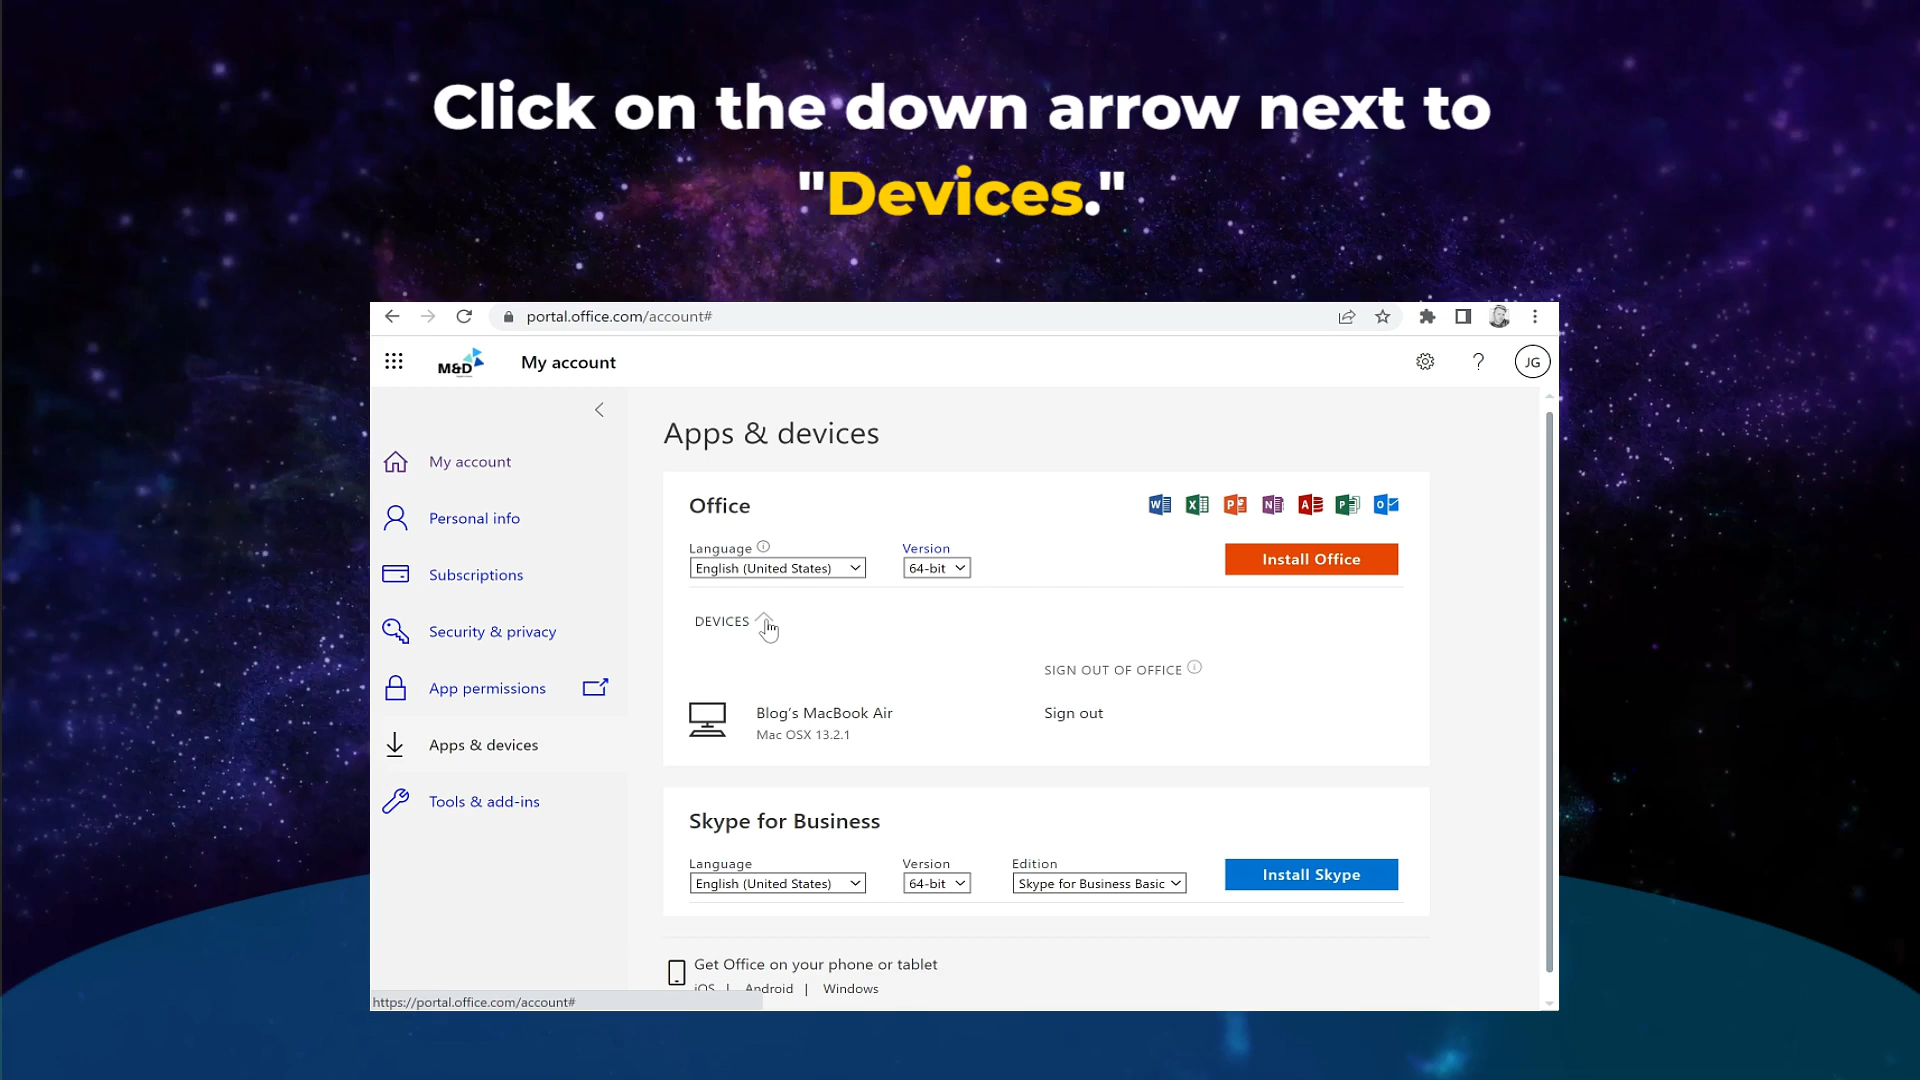 Click on the down arrow next to
"Devices."
portal.office.com/account#
M&D
My account
?
JG
My account
Personal info
Subscriptions
Security & privacy
App permissions
Apps & devices
Tools & add-ins
Apps & devices
Office
W X P N A P O
Language
Version
English (United States)
64-bit
Install Office
DEVICES
SIGN OUT OF OFFICE
Blog's MacBook Air
Sign out
Mac OSX 13.2.1
Skype for Business
Language
Version
Edition
English (United States)
64-bit
Skype for Business Basic
Install Skype
Get Office on your phone or tablet
iOS | Android | Windows
https://portal.office.com/account#